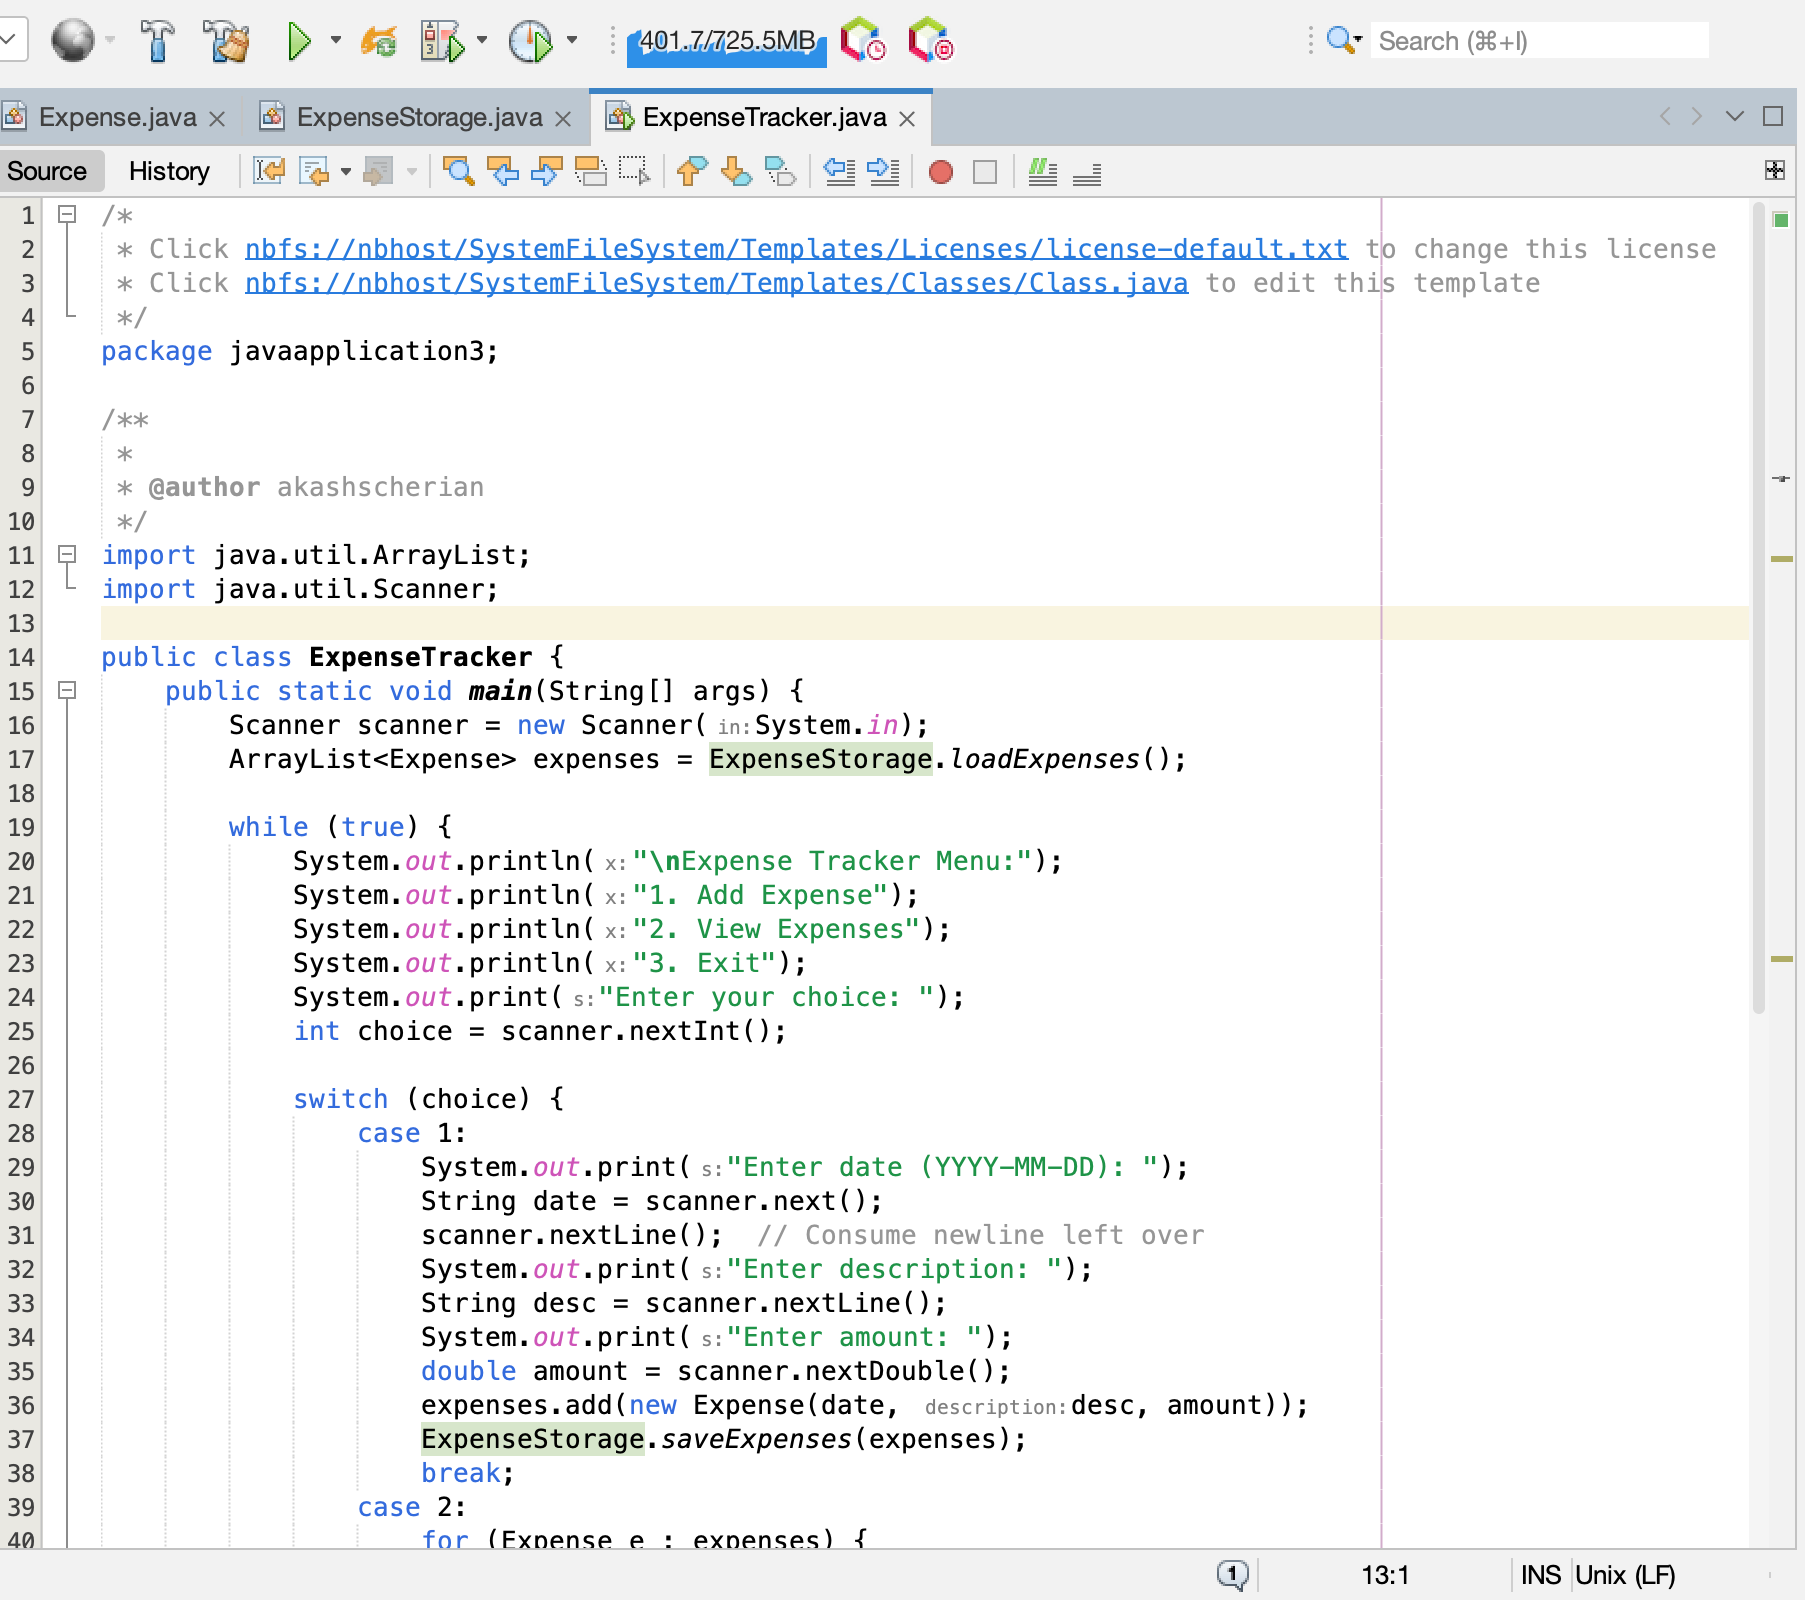 401.7/725.5MB
Search (⌘+I)
Expense.java
ExpenseStorage.java
ExpenseTracker.java
Source
History
1 /*
2 * Click nbfs://nbhost/SystemFileSystem/Templates/Licenses/license-default.txt to change this license
3 * Click nbfs://nbhost/SystemFileSystem/Templates/Classes/Class.java to edit this template
4 */
5 package javaapplication3;
6
7 /**
8 *
9 * @author akashscherian
10 */
11 import java.util.ArrayList;
12 import java.util.Scanner;
13
14 public class ExpenseTracker {
15 public static void main(String[] args) {
16 Scanner scanner = new Scanner( in: System.in);
17 ArrayList<Expense> expenses = ExpenseStorage.loadExpenses();
18
19 while (true) {
20 System.out.println( x: "\nExpense Tracker Menu:");
21 System.out.println( x: "1. Add Expense");
22 System.out.println( x: "2. View Expenses");
23 System.out.println( x: "3. Exit");
24 System.out.print( s: "Enter your choice: ");
25 int choice = scanner.nextInt();
26
27 switch (choice) {
28 case 1:
29 System.out.print( s: "Enter date (YYYY-MM-DD): ");
30 String date = scanner.next();
31 scanner.nextLine(); // Consume newline left over
32 System.out.print( s: "Enter description: ");
33 String desc = scanner.nextLine();
34 System.out.print( s: "Enter amount: ");
35 double amount = scanner.nextDouble();
36 expenses.add(new Expense(date, description: desc, amount));
37 ExpenseStorage.saveExpenses(expenses);
38 break;
39 case 2:
40 for (Expense e : expenses) {
1
13:1
INS
Unix (LF)